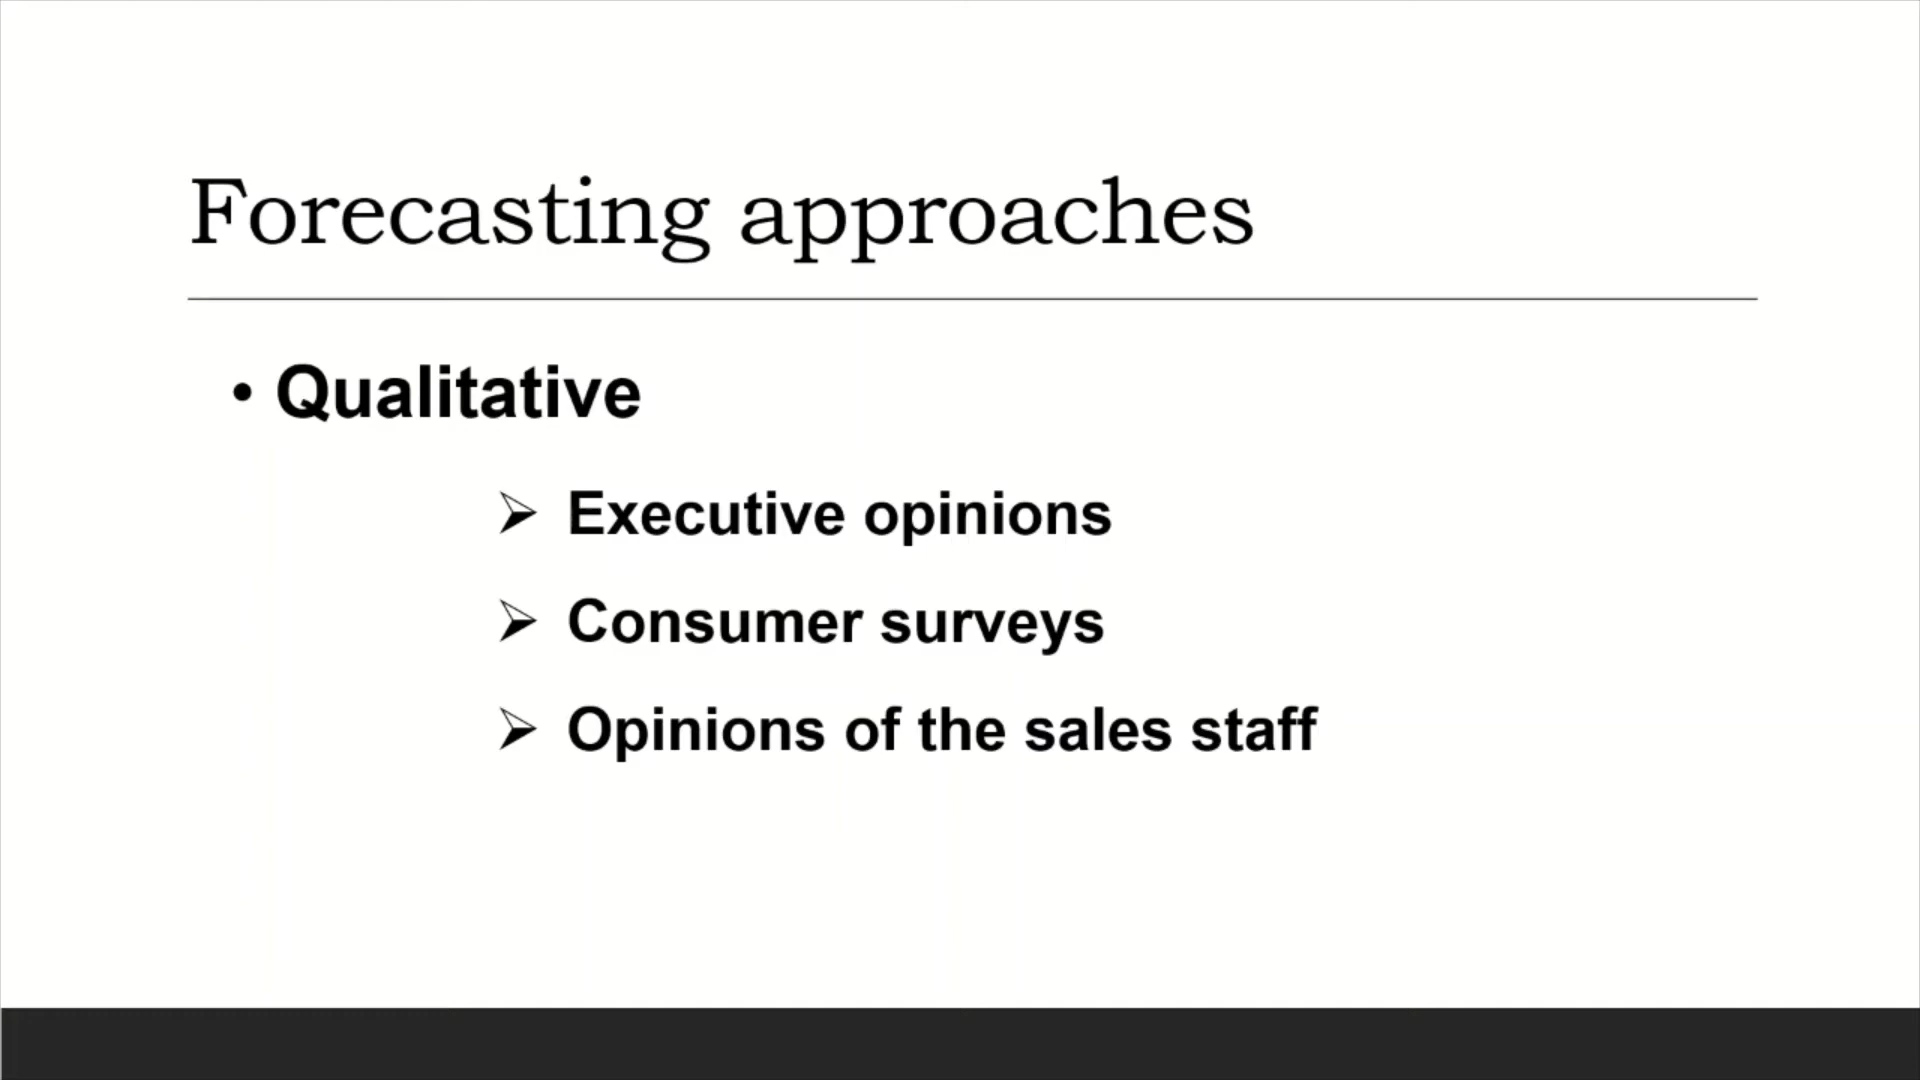 Forecasting approaches
• Qualitative
➢ Executive opinions
➢ Consumer surveys
➢ Opinions of the sales staff